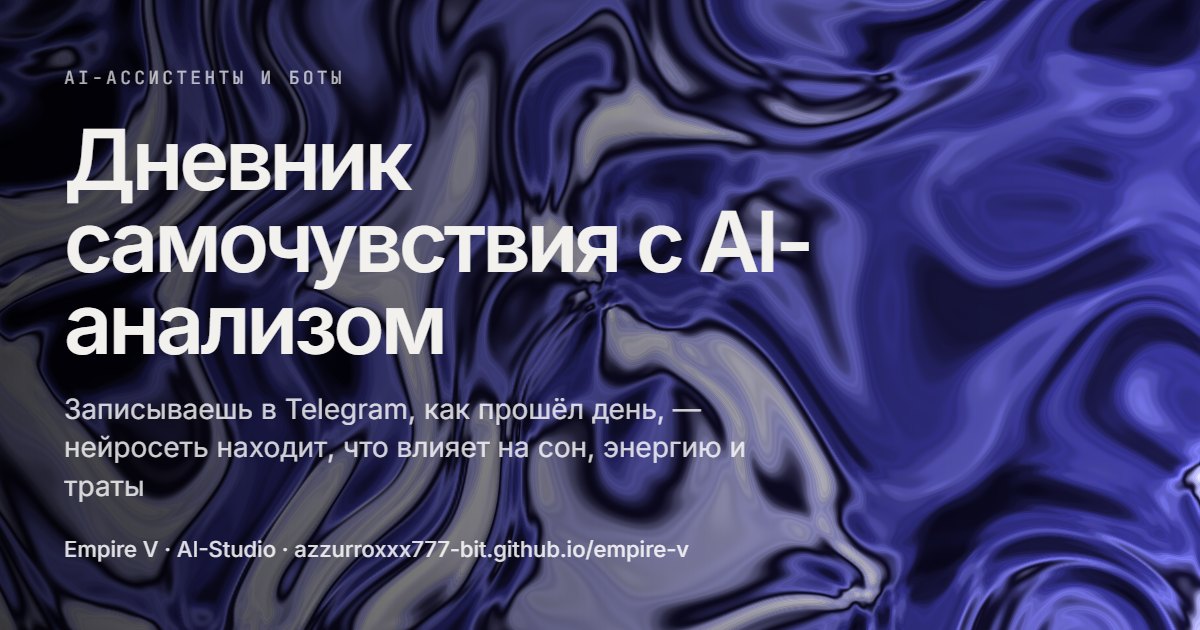 AI-АССИСТЕНТЫ И БОТЫ
Дневник
самочувствия с AI-
анализом
Записываешь в Telegram, как прошёл день, —
нейросеть находит, что влияет на сон, энергию и
траты
Empire V · AI-Studio · azzurroxxx777-bit.github.io/empire-v